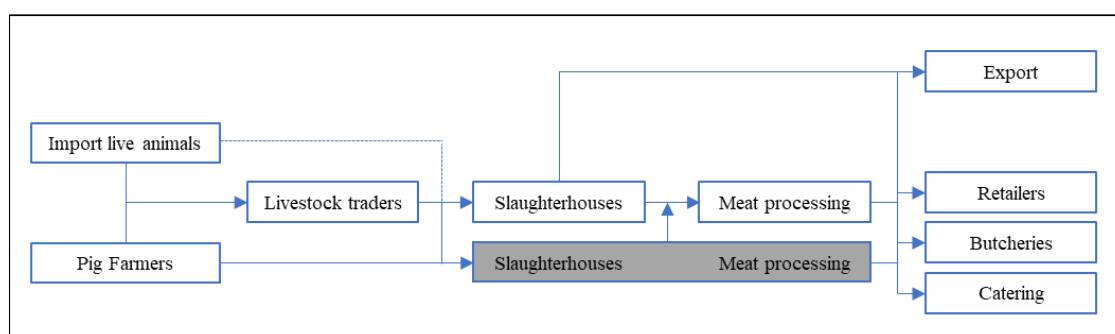 Export
Import live animals
Livestock traders
Slaughterhouses
Meat processing
Retailers
Pig Farmers
Slaughterhouses Meat processing
Butcheries
Catering